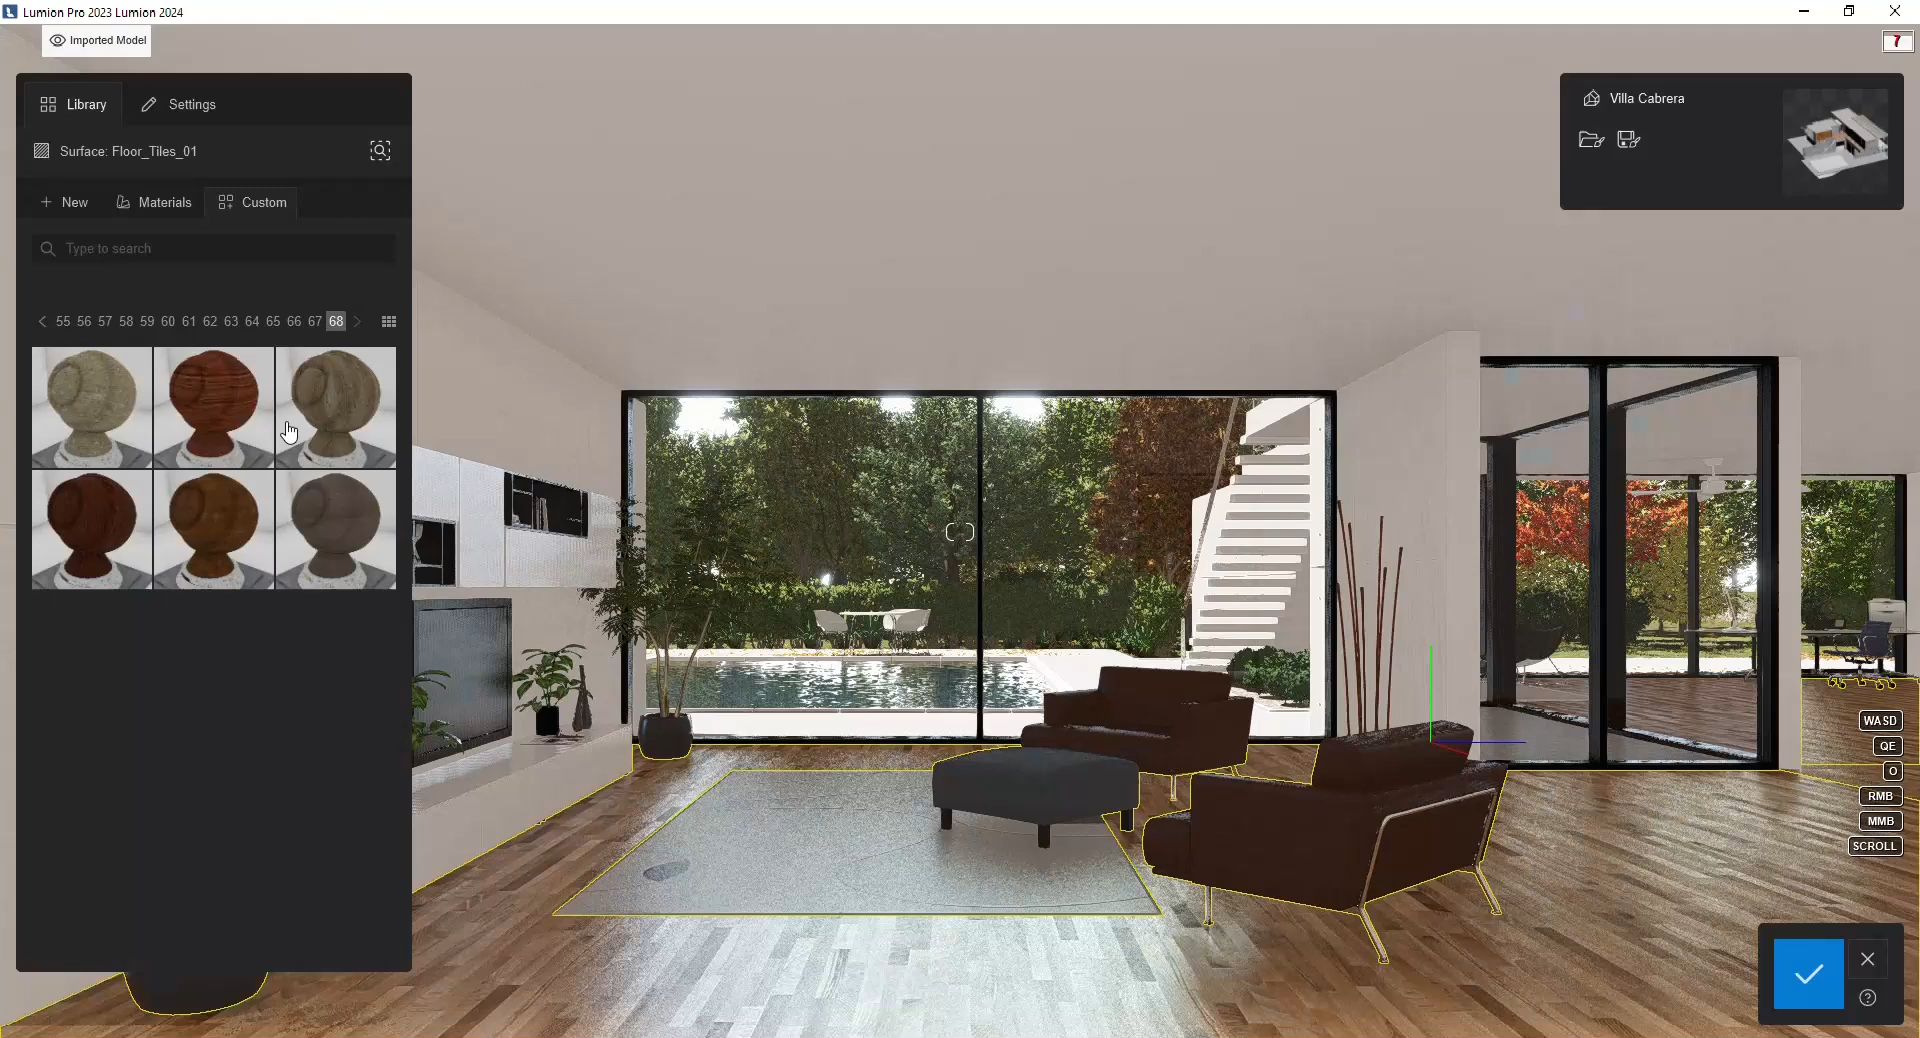 Lumion Pro 2023 Lumion 2024
Imported Model
7
Library
Settings
Villa Cabrera
Surface: Floor_Tiles_01
New
Materials
Custom
Type to search
55 56 57 58 59 60 61 62 63 64 65 66 67 68
WASD
QE
O
RMB
MMB
SCROLL